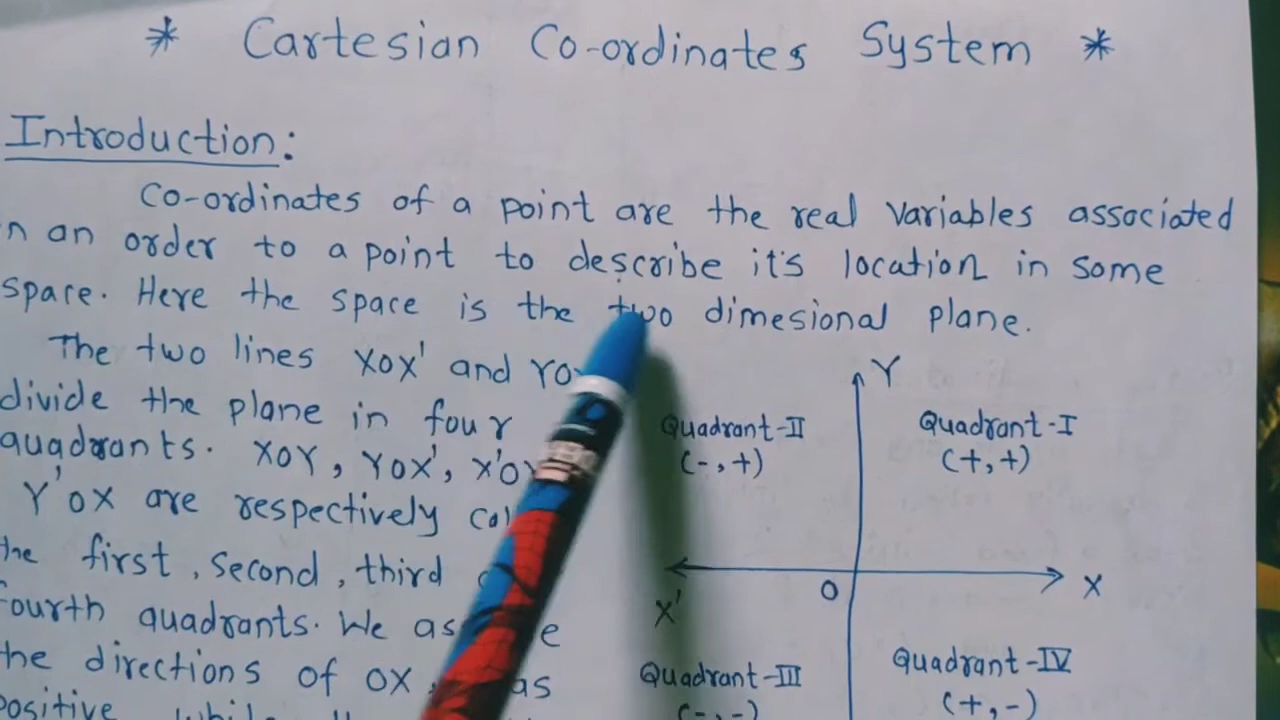 * Cartesian Co-ordinates System *
Introduction:
Co-ordinates of a point are the real variables associated
n an order to a point to describe it's location in some
space. Here the space is the two dimesional plane.
The two lines XOX' and YO
divide the plane in four
quadrants. XOY, YOX', X'O
Y'OX are respectively
the first, second, third
fourth quadrants. We
the directions of OX, as
positive
Y
Quadrant-II
(-,+)
Quadrant-I
(+,+)
X'
O
X
Quadrant-III
(-,-)
Quadrant-IV
(+,-)